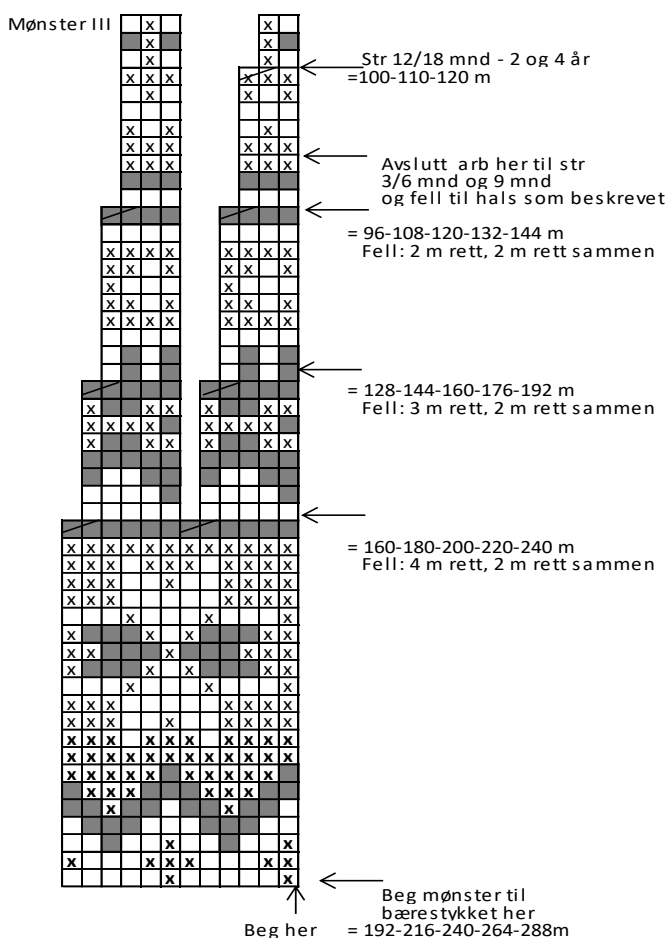 Mønster III
Str 12/18 mnd - 2 og 4 år
=100-110-120 m
Avslutt arb her til str
3/6 mnd og 9 mnd
og fell til hals som beskrevet
= 96-108-120-132-144 m
Fell: 2 m rett, 2 m rett sammen
= 128-144-160-176-192 m
Fell: 3 m rett, 2 m rett sammen
= 160-180-200-220-240 m
Fell: 4 m rett, 2 m rett sammen
Beg mønster til
bærestykket her
Beg her = 192-216-240-264-288m